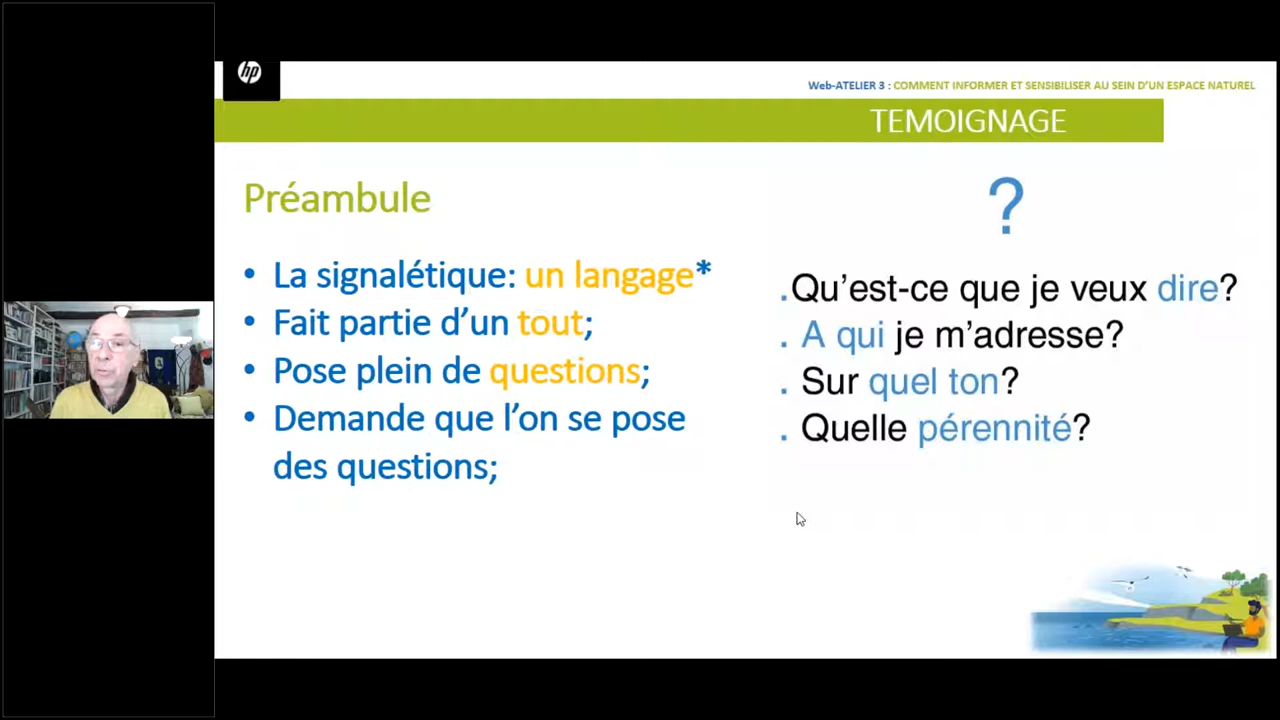 hp
Web-ATELIER 3 : COMMENT INFORMER ET SENSIBILISER AU SEIN D'UN ESPACE NATUREL
TEMOIGNAGE
Préambule
• La signalétique: un langage*
• Fait partie d'un tout;
• Pose plein de questions;
• Demande que l'on se pose
des questions;
?
.Qu'est-ce que je veux dire?
. A qui je m'adresse?
. Sur quel ton?
. Quelle pérennité?